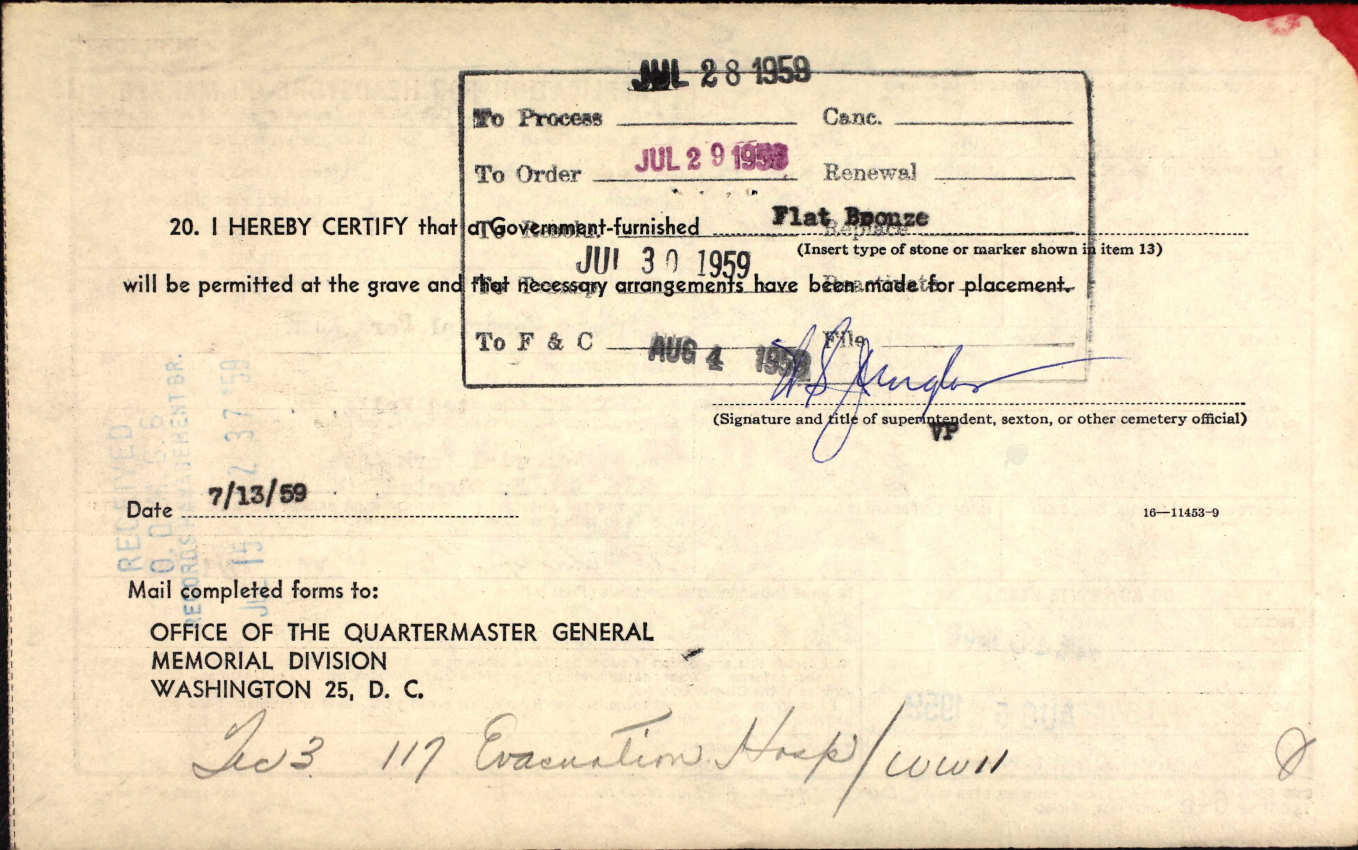 JUL 28 1959
To Process Canc.
To Order JUL 29 1959 Renewal
20. I HEREBY CERTIFY that a Government-furnished Flat Bronze
(Insert type of stone or marker shown in item 13)
JUL 30 1959
will be permitted at the grave and that necessary arrangements have been made for placement.
To F & C AUG 4 1959 File
(Signature and title of superintendent, sexton, or other cemetery official)
VP
Date 7/13/59
16—11453-9
RECEIVED
RECORDS MANAGEMENT BR.
Mail completed forms to:
OFFICE OF THE QUARTERMASTER GENERAL
MEMORIAL DIVISION
WASHINGTON 25, D. C.
Tec 3 117 Evacuation Hosp / WW II